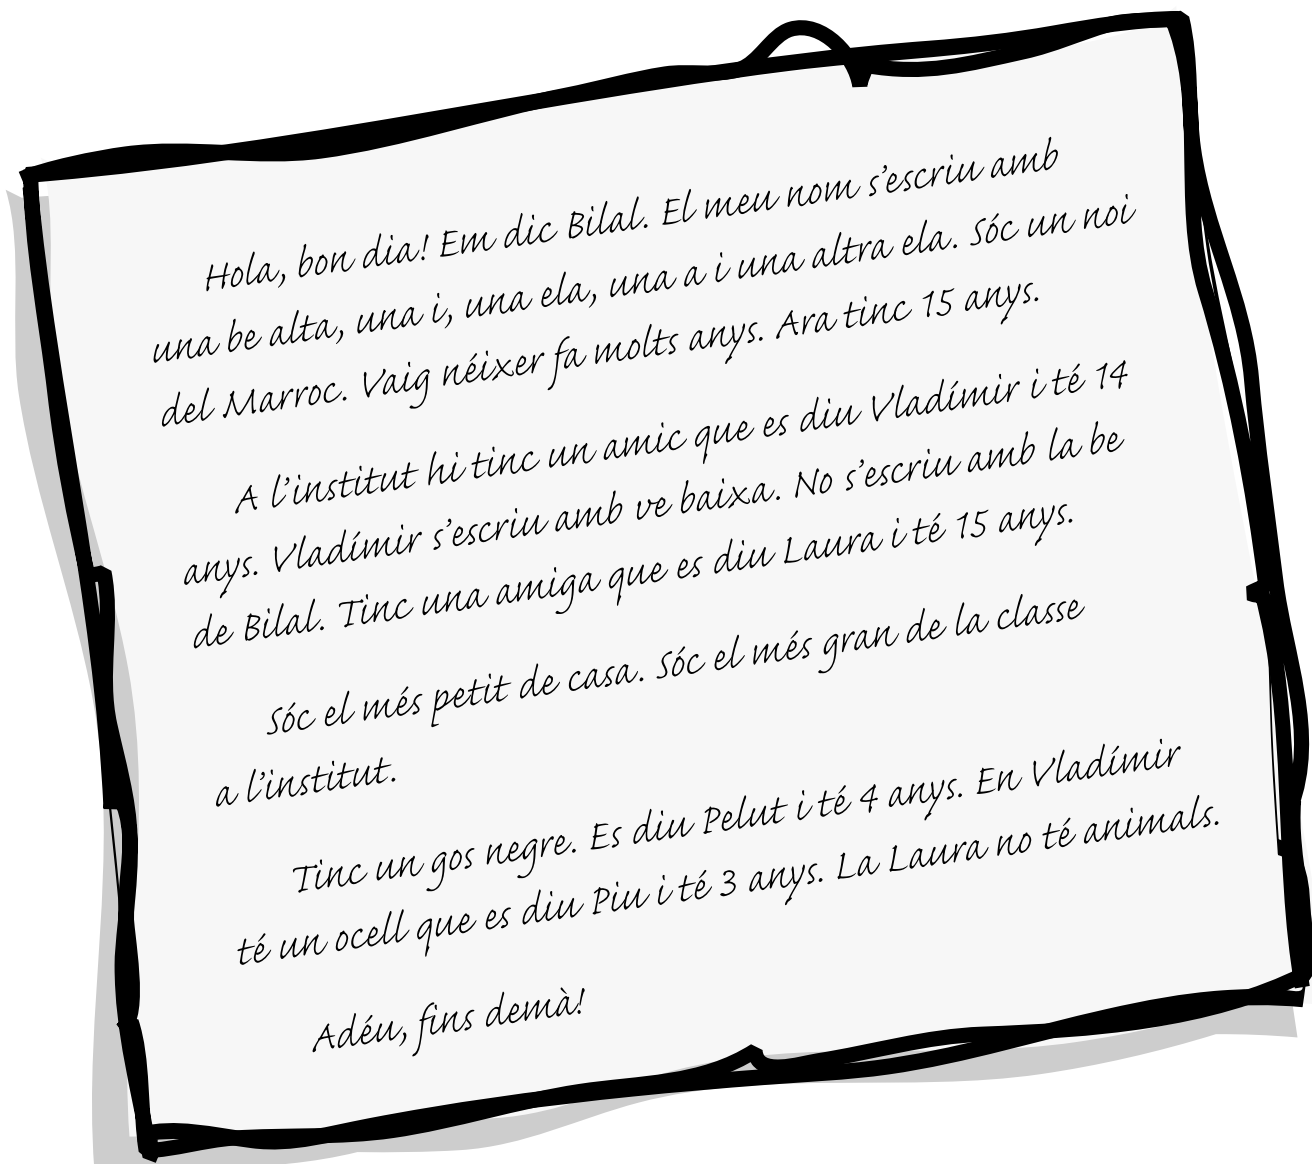 Hola, bon dia! Em dic Bilal. El meu nom s’escriu amb
una be alta, una i, una ela, una a i una altra ela. Sóc un noi
del Marroc. Vaig néixer fa molts anys. Ara tinc 15 anys.
A l’institut hi tinc un amic que es diu Vladímir i té 14
anys. Vladímir s’escriu amb ve baixa. No s’escriu amb la be
de Bilal. Tinc una amiga que es diu Laura i té 15 anys.
Sóc el més petit de casa. Sóc el més gran de la classe
a l’institut.
Tinc un gos negre. Es diu Pelut i té 4 anys. En Vladímir
té un ocell que es diu Piu i té 3 anys. La Laura no té animals.
Adéu, fins demà!